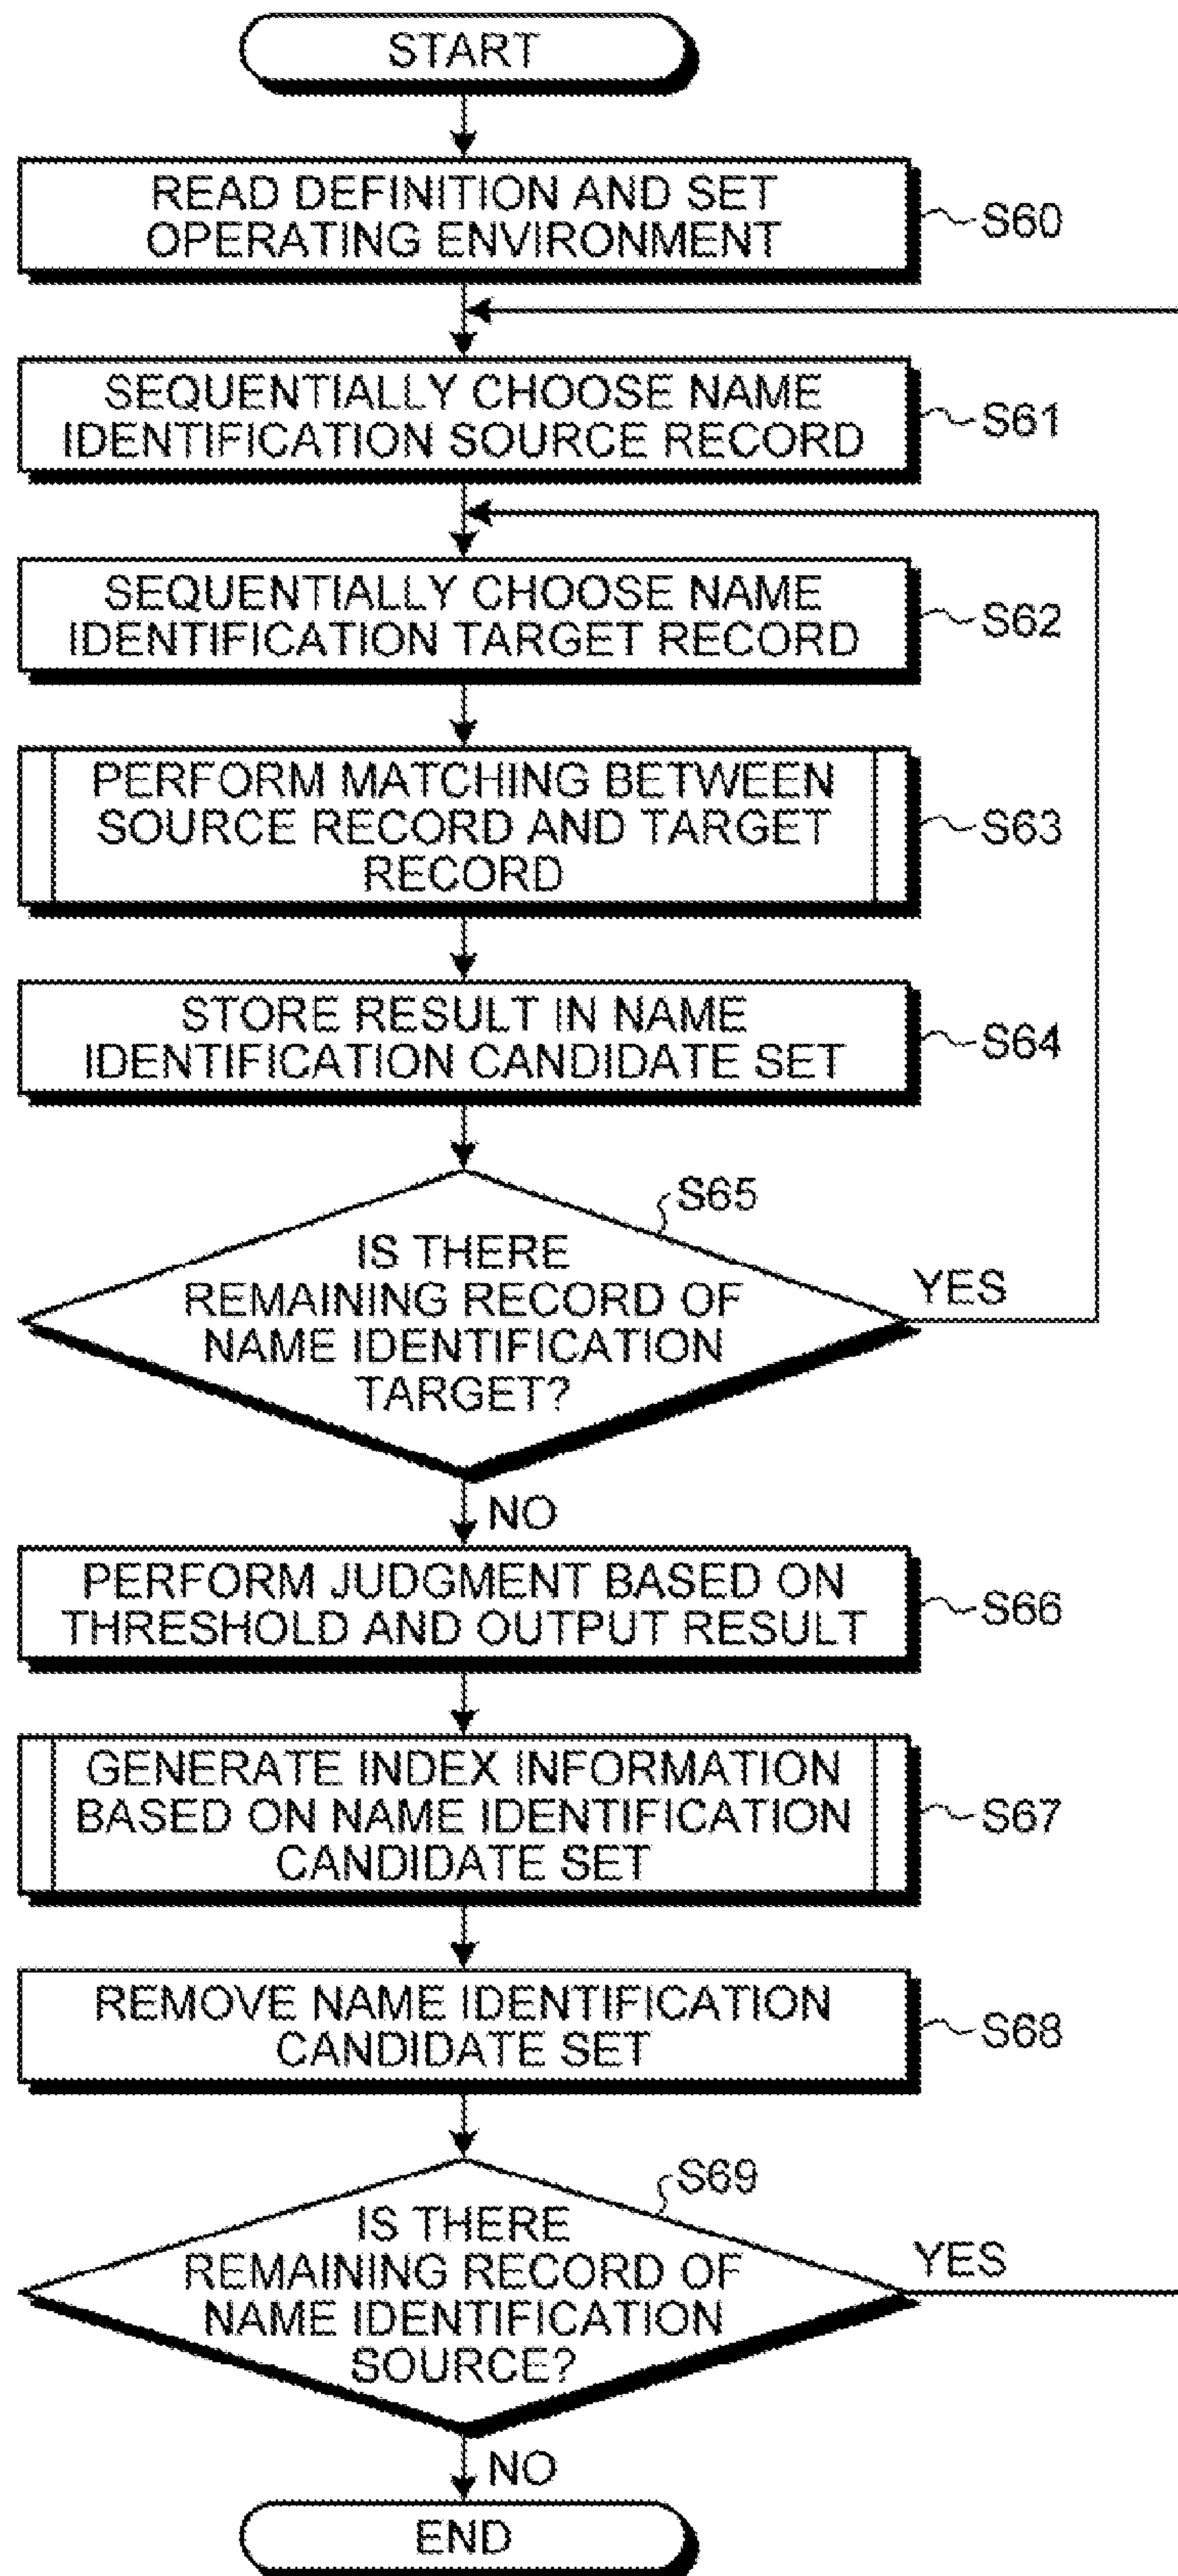 START
READ DEFINITION AND SET
OPERATING ENVIRONMENT
S60
SEQUENTIALLY CHOOSE NAME
IDENTIFICATION SOURCE RECORD
S61
SEQUENTIALLY CHOOSE NAME
IDENTIFICATION TARGET RECORD
S62
PERFORM MATCHING BETWEEN
SOURCE RECORD AND TARGET
RECORD
S63
STORE RESULT IN NAME
IDENTIFICATION CANDIDATE SET
S64
S65
IS THERE
REMAINING RECORD OF
NAME IDENTIFICATION
TARGET?
YES
NO
PERFORM JUDGMENT BASED ON
THRESHOLD AND OUTPUT RESULT
S66
GENERATE INDEX INFORMATION
BASED ON NAME IDENTIFICATION
CANDIDATE SET
S67
REMOVE NAME IDENTIFICATION
CANDIDATE SET
S68
S69
IS THERE
REMAINING RECORD OF
NAME IDENTIFICATION
SOURCE?
YES
NO
END